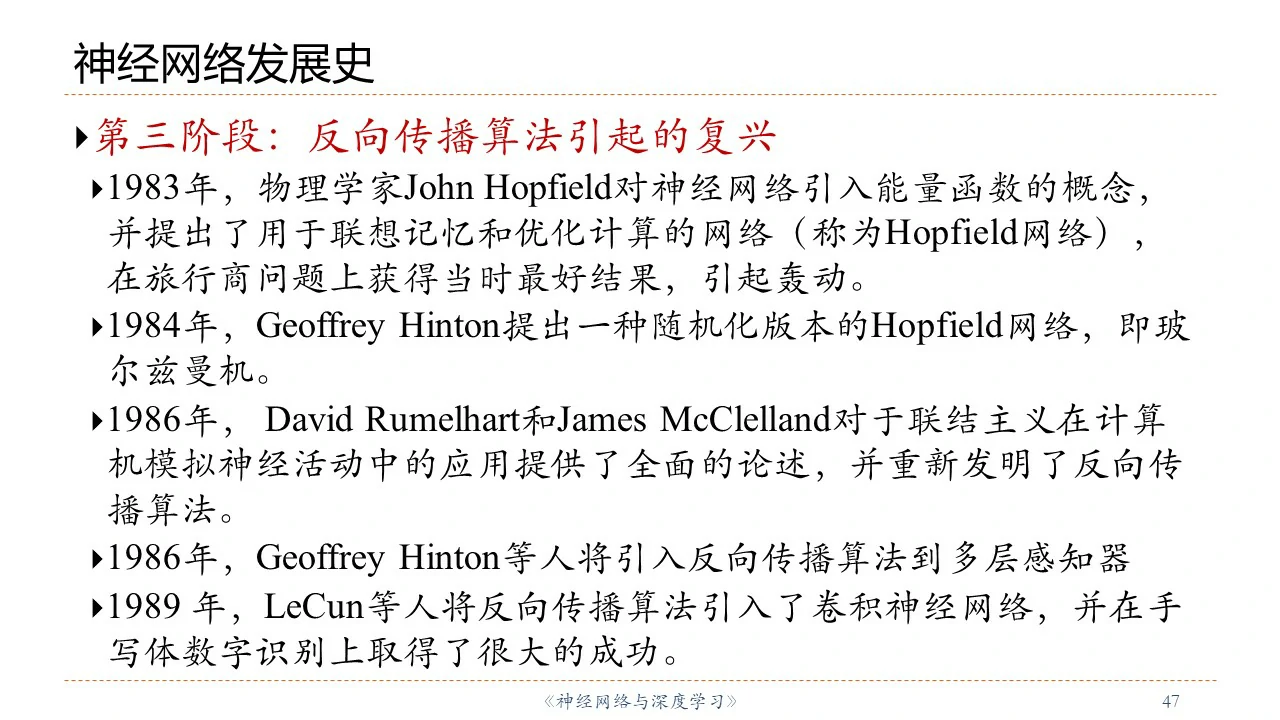 神经网络发展史
第三阶段：反向传播算法引起的复兴
1983年，物理学家John Hopfield对神经网络引入能量函数的概念，
并提出了用于联想记忆和优化计算的网络（称为Hopfield网络），
在旅行商问题上获得当时最好结果，引起轰动。
1984年，Geoffrey Hinton提出一种随机化版本的Hopfield网络，即玻
尔兹曼机。
1986年， David Rumelhart和James McClelland对于联结主义在计算
机模拟神经活动中的应用提供了全面的论述，并重新发明了反向传
播算法。
1986年，Geoffrey Hinton等人将引入反向传播算法到多层感知器
1989 年，LeCun等人将反向传播算法引入了卷积神经网络，并在手
写体数字识别上取得了很大的成功。
《神经网络与深度学习》
47